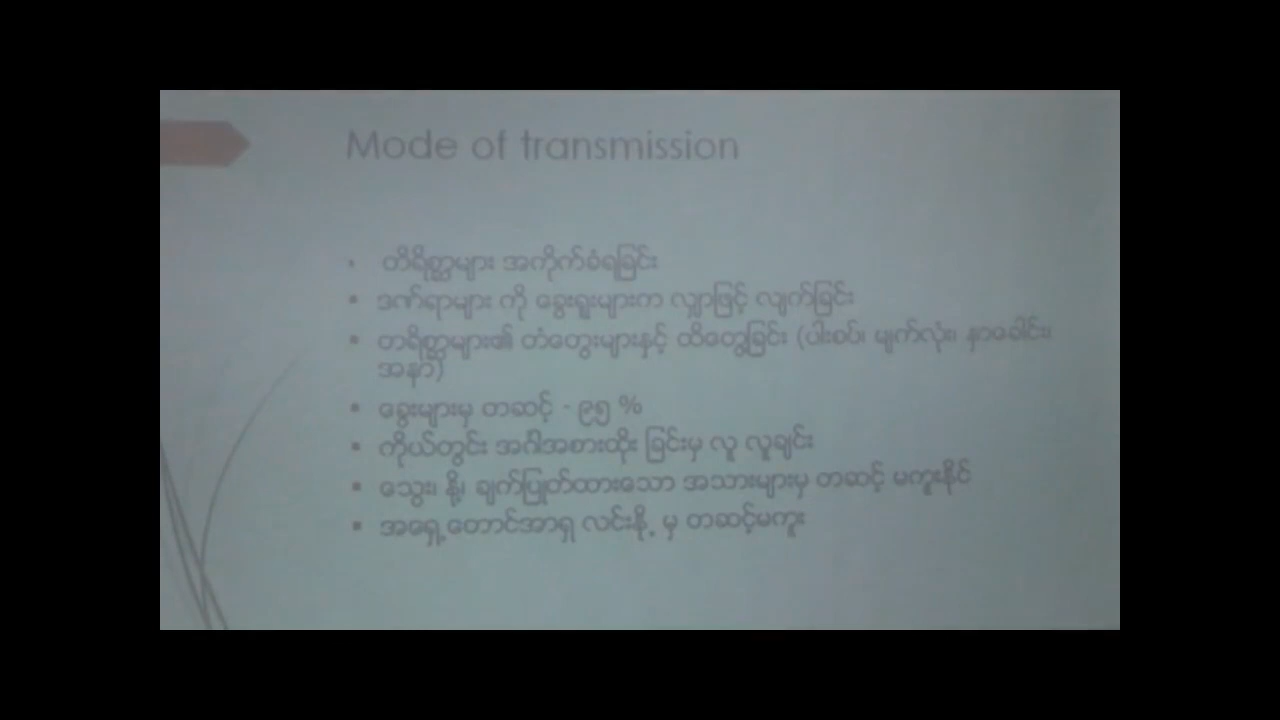 Mode of transmission
• တိရိစ္ဆာများ အကိုက်ခံရခြင်း
▪ ဒဏ်ရာများ ကို ခွေးရူးများက လျှာဖြင့် လျက်ခြင်း
▪ တရိစ္ဆာများ၏ တံတွေးများနှင့် ထိတွေ့ခြင်း (ပါးစပ်၊ မျက်လုံး၊ နှာခေါင်း၊
အနာ)
▪ ခွေးများမှ တဆင့် - ၉၅ %
▪ ကိုယ်တွင်း အင်္ဂါအစားထိုး ခြင်းမှ လူ လူချင်း
▪ သွေး၊ နို့၊ ချက်ပြုတ်ထားသော အသားများမှ တဆင့် မကူးနိုင်
▪ အရှေ့တောင်အာရှ လင်းနို့ မှ တဆင့်မကူး